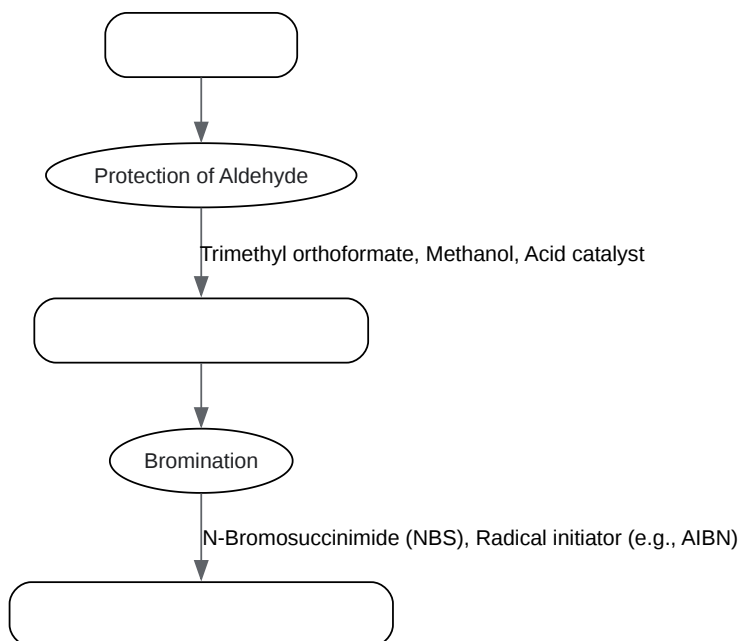 Protection of Aldehyde
Trimethyl orthoformate, Methanol, Acid catalyst
Bromination
N-Bromosuccinimide (NBS), Radical initiator (e.g., AIBN)